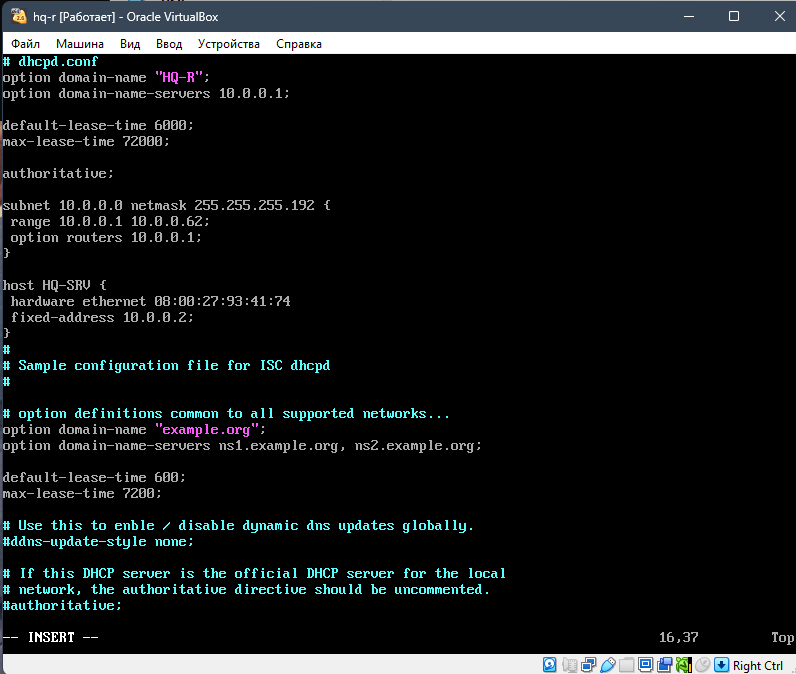 hq-r [Работает] - Oracle VirtualBox
Файл Машина Вид Ввод Устройства Справка
# dhcpd.conf
option domain-name "HQ-R";
option domain-name-servers 10.0.0.1;
default-lease-time 6000;
max-lease-time 72000;
authoritative;
subnet 10.0.0.0 netmask 255.255.255.192 {
range 10.0.0.1 10.0.0.62;
option routers 10.0.0.1;
}
host HQ-SRV {
hardware ethernet 08:00:27:93:41:74
fixed-address 10.0.0.2;
}
#
# Sample configuration file for ISC dhcpd
#
# option definitions common to all supported networks...
option domain-name "example.org";
option domain-name-servers ns1.example.org, ns2.example.org;
default-lease-time 600;
max-lease-time 7200;
# Use this to enble / disable dynamic dns updates globally.
#ddns-update-style none;
# If this DHCP server is the official DHCP server for the local
# network, the authoritative directive should be uncommented.
#authoritative;
-- INSERT -- 16,37 Top
Right Ctrl